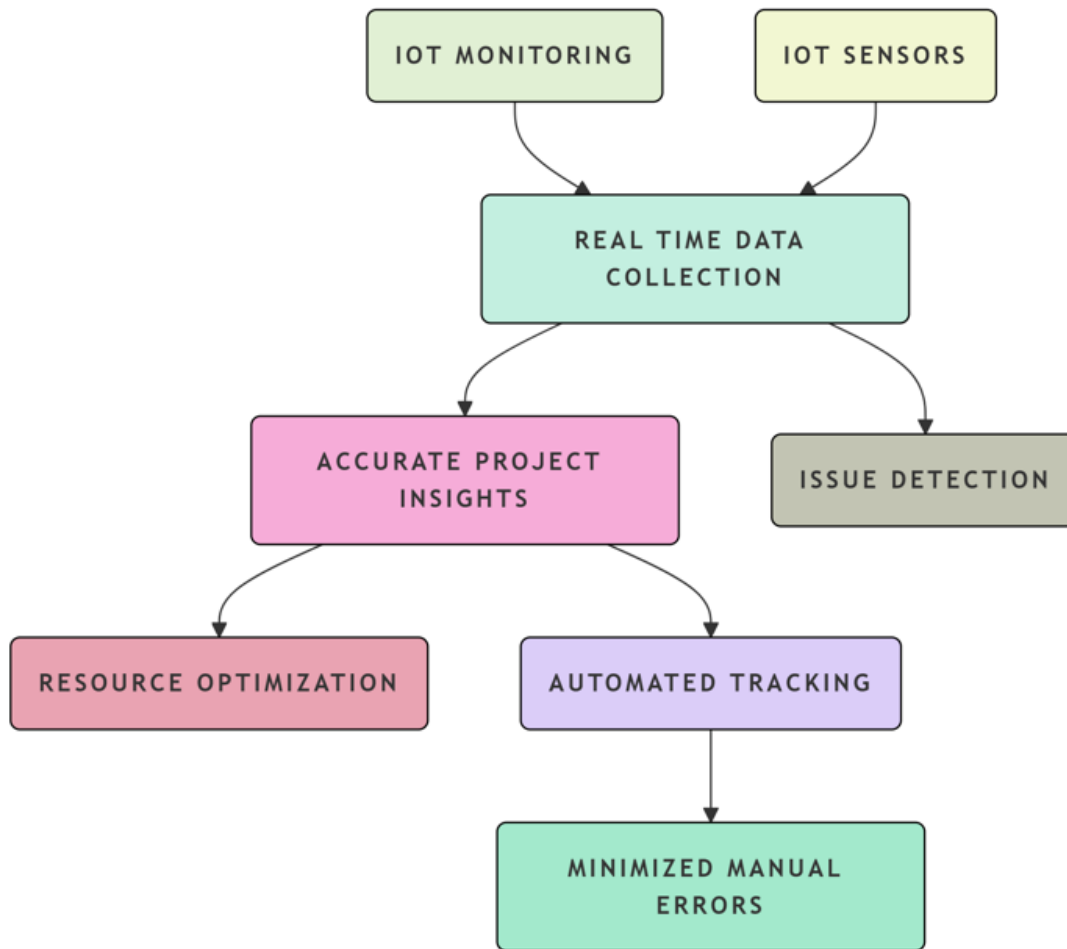 IOT MONITORING
IOT SENSORS
REAL TIME DATA
COLLECTION
ACCURATE PROJECT
INSIGHTS
ISSUE DETECTION
RESOURCE OPTIMIZATION
AUTOMATED TRACKING
MINIMIZED MANUAL
ERRORS